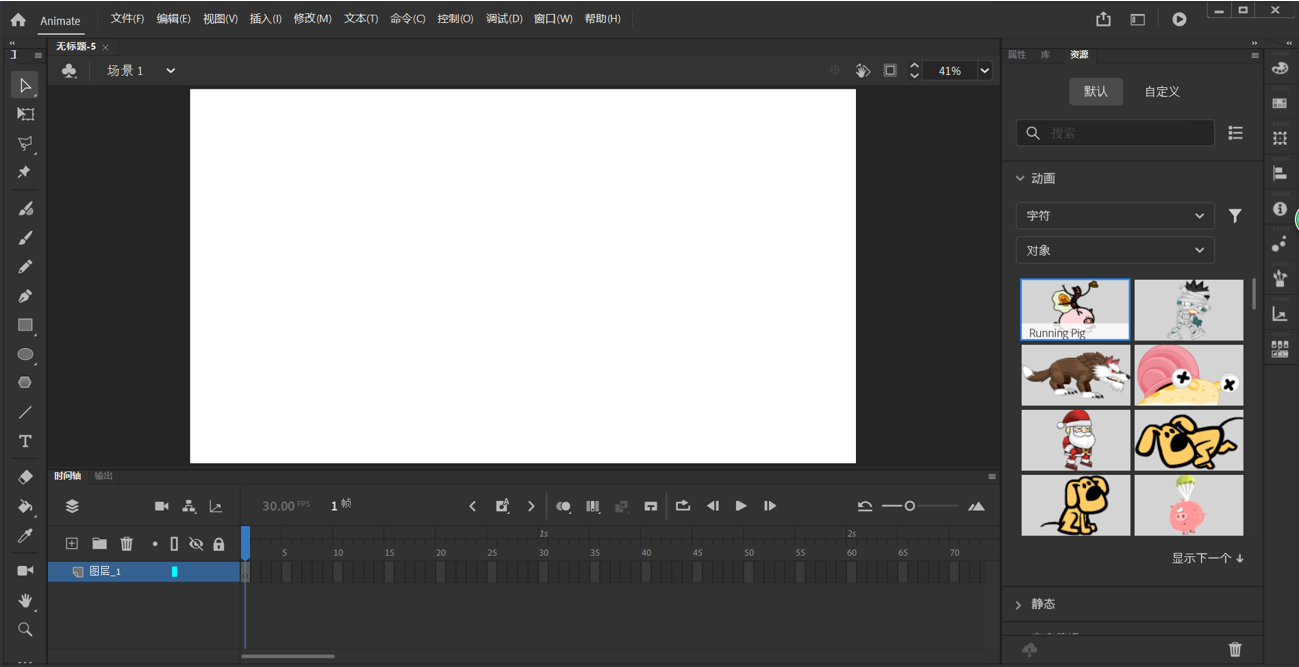 Animate 文件(F) 编辑(E) 视图(V) 插入(I) 修改(M) 文本(T) 命令(C) 控制(O) 调试(D) 窗口(W) 帮助(H)
无标题-5
场景 1
41%
属性 库 资源
默认 自定义
搜索
动画
字符
对象
Running Pig
显示下一个
静态
时间轴 输出
30.00 FPS 1 帧
1s 2s
5 10 15 20 25 30 35 40 45 50 55 60 65 70
图层_1